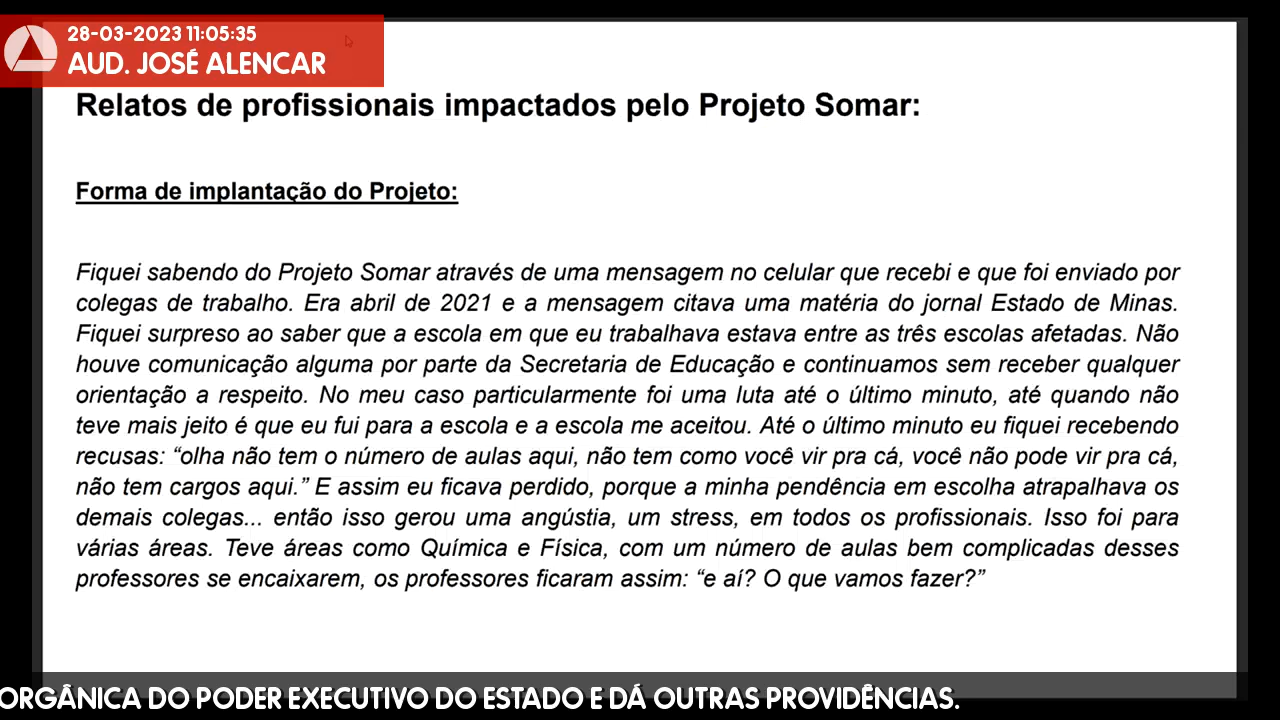 28-03-2023 11:05:35
AUD. JOSÉ ALENCAR
Relatos de profissionais impactados pelo Projeto Somar:
Forma de implantação do Projeto:
Fiquei sabendo do Projeto Somar através de uma mensagem no celular que recebi e que foi enviado por
colegas de trabalho. Era abril de 2021 e a mensagem citava uma matéria do jornal Estado de Minas.
Fiquei surpreso ao saber que a escola em que eu trabalhava estava entre as três escolas afetadas. Não
houve comunicação alguma por parte da Secretaria de Educação e continuamos sem receber qualquer
orientação a respeito. No meu caso particularmente foi uma luta até o último minuto, até quando não
teve mais jeito é que eu fui para a escola e a escola me aceitou. Até o último minuto eu fiquei recebendo
recusas: “olha não tem o número de aulas aqui, não tem como você vir pra cá, você não pode vir pra cá,
não tem cargos aqui.” E assim eu ficava perdido, porque a minha pendência em escolha atrapalhava os
demais colegas... então isso gerou uma angústia, um stress, em todos os profissionais. Isso foi para
várias áreas. Teve áreas como Química e Física, com um número de aulas bem complicadas desses
professores se encaixarem, os professores ficaram assim: “e aí? O que vamos fazer?”
ORGÂNICA DO PODER EXECUTIVO DO ESTADO E DÁ OUTRAS PROVIDÊNCIAS.